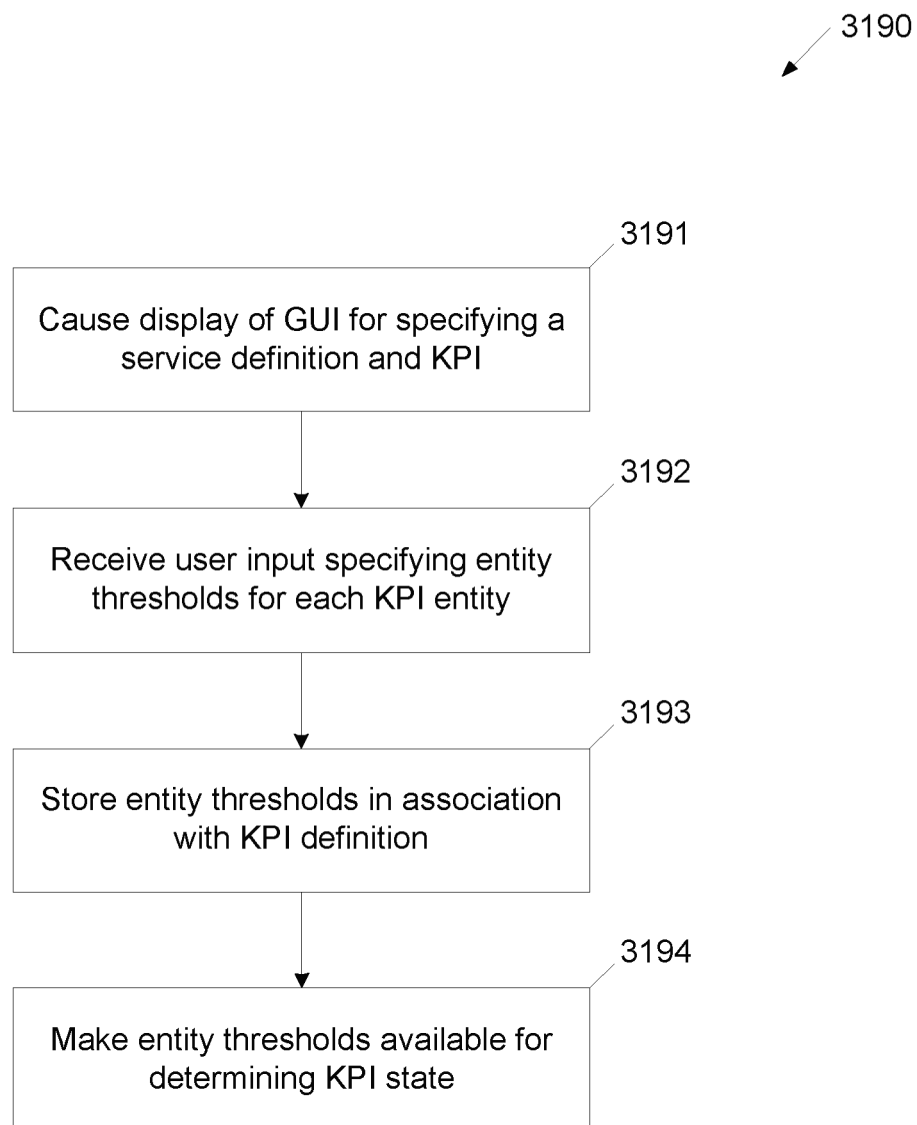 3190
3191
Cause display of GUI for specifying a
service definition and KPI
3192
Receive user input specifying entity
thresholds for each KPI entity
3193
Store entity thresholds in association
with KPI definition
3194
Make entity thresholds available for
determining KPI state